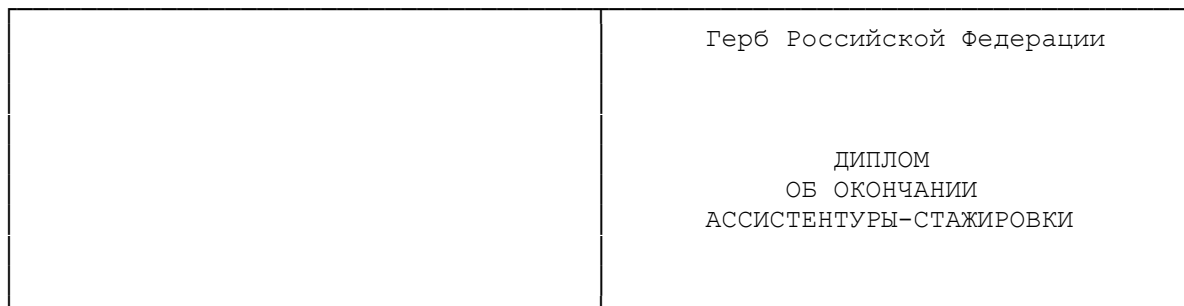 Герб Российской Федерации
ДИПЛОМ
ОБ ОКОНЧАНИИ
АССИСТЕНТУРЫ-СТАЖИРОВКИ